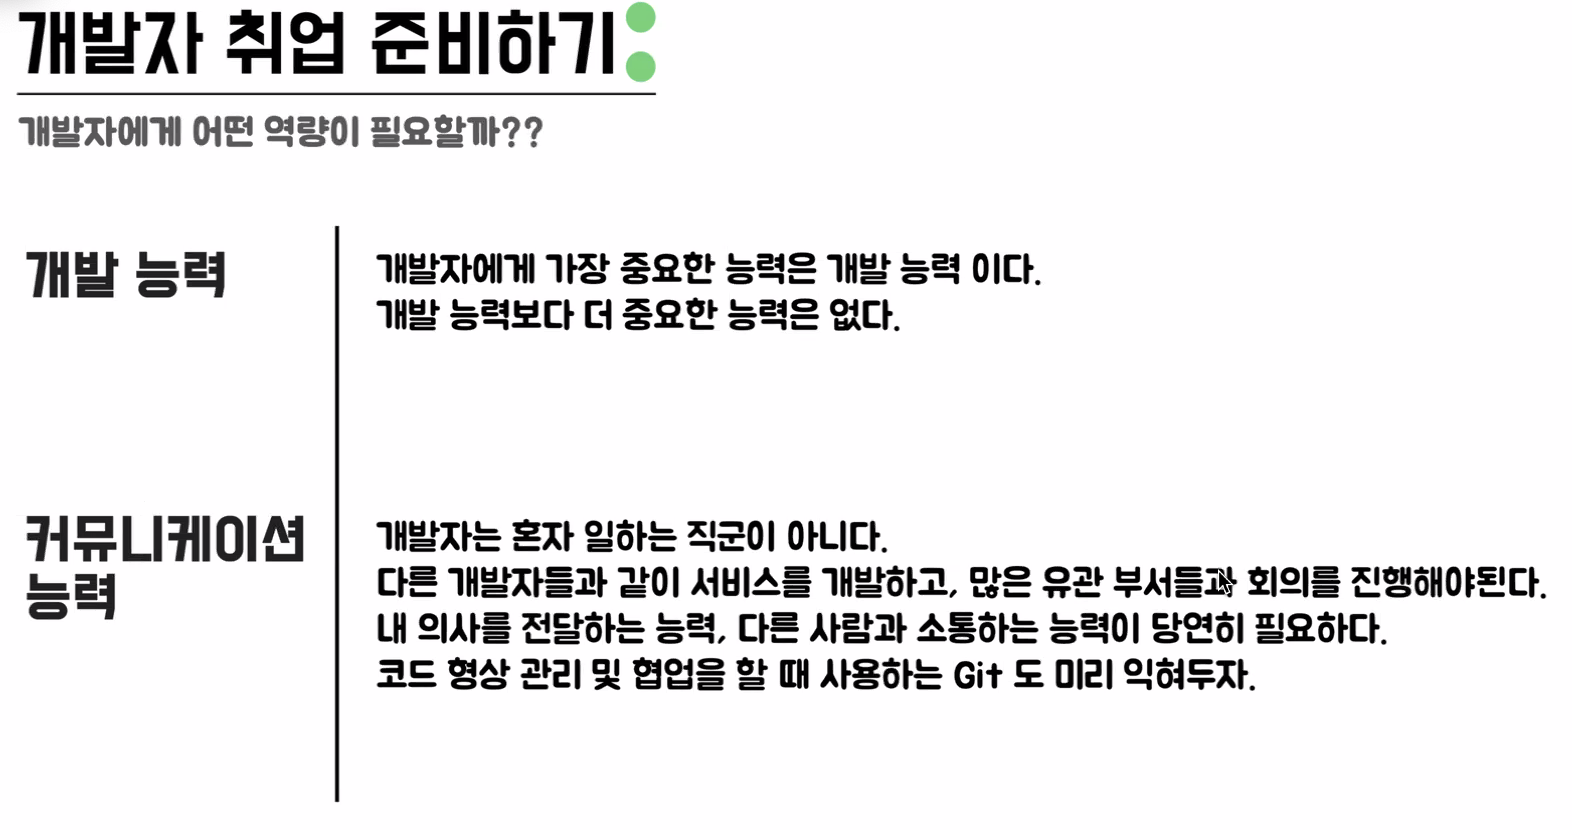 개발자 취업 준비하기:
개발자에게 어떤 역량이 필요할까??
개발 능력
개발자에게 가장 중요한 능력은 개발 능력 이다.
개발 능력보다 더 중요한 능력은 없다.
커뮤니케이션
능력
개발자는 혼자 일하는 직군이 아니다.
다른 개발자들과 같이 서비스를 개발하고, 많은 유관 부서들과 회의를 진행해야된다.
내 의사를 전달하는 능력, 다른 사람과 소통하는 능력이 당연히 필요하다.
코드 형상 관리 및 협업을 할 때 사용하는 Git 도 미리 익혀두자.